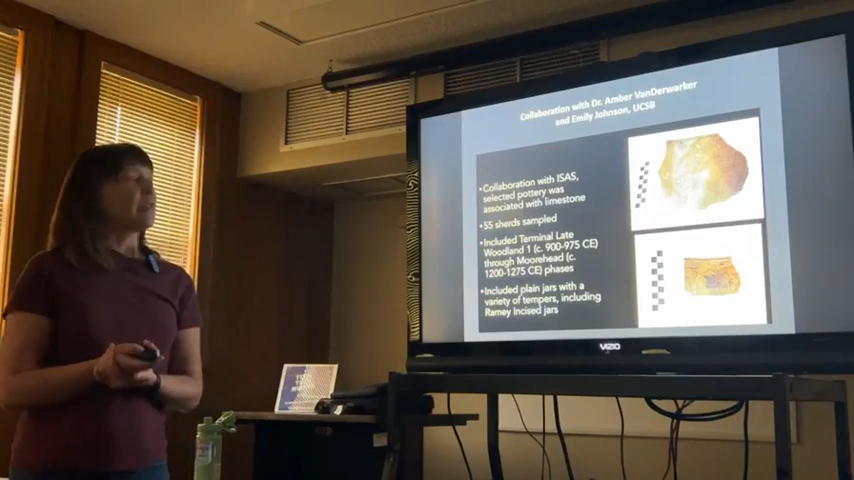 Collaboration with Dr. Amber VanDerwarker
and Emily Johnson, UCSB
• Collaboration with ISAS,
selected pottery was
associated with limestone
• 55 sherds sampled
• Included Terminal Late
Woodland 1 (c. 900-975 CE)
through Moorehead (c.
1200-1275 CE) phases
• Included plain jars with a
variety of tempers, including
Ramey Incised jars
VIZIO